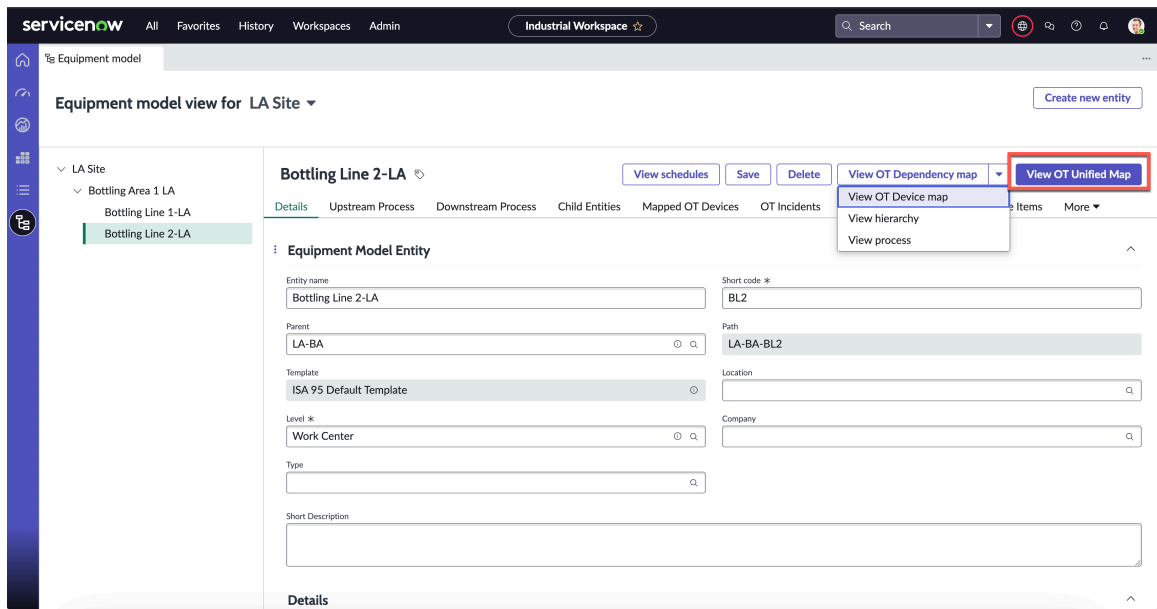 servicenow All Favorites History Workspaces Admin Industrial Workspace Search
Equipment model
Equipment model view for LA Site Create new entity
LA Site
Bottling Area 1 LA
Bottling Line 1-LA
Bottling Line 2-LA
Bottling Line 2-LA View schedules Save Delete View OT Dependency map View OT Unified Map
View OT Device map
View hierarchy
View process
Details Upstream Process Downstream Process Child Entities Mapped OT Devices OT Incidents Items More
Equipment Model Entity
Entity name Short code *
Bottling Line 2-LA BL2
Parent Path
LA-BA LA-BA-BL2
Template Location
ISA 95 Default Template
Level * Company
Work Center
Type
Short Description
Details